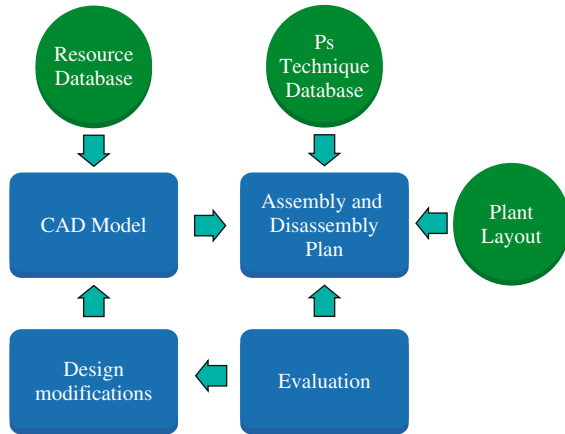 Resource
Database
Ps
Technique
Database
CAD Model
Assembly and
Disassembly
Plan
Plant
Layout
Design
modifications
Evaluation